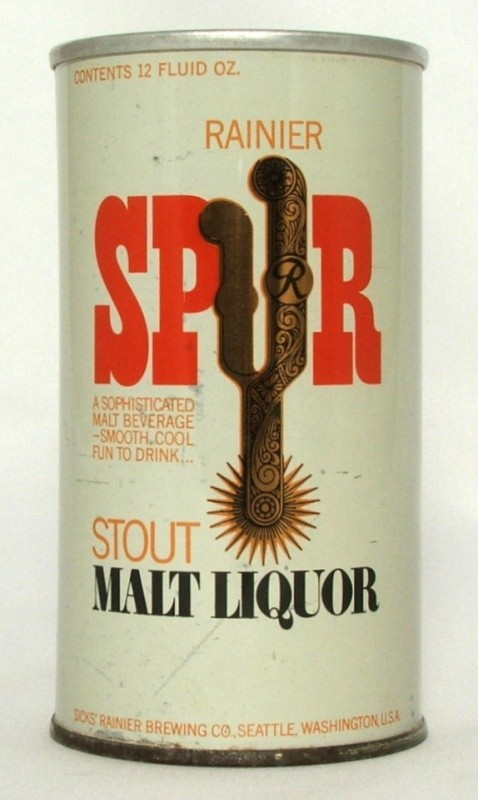 CONTENTS 12 FLUID OZ.
RAINIER
SPUR
R
A SOPHISTICATED
MALT BEVERAGE
–SMOOTH, COOL
FUN TO DRINK...
STOUT
MALT LIQUOR
SICKS' RAINIER BREWING CO., SEATTLE, WASHINGTON, U.S.A.